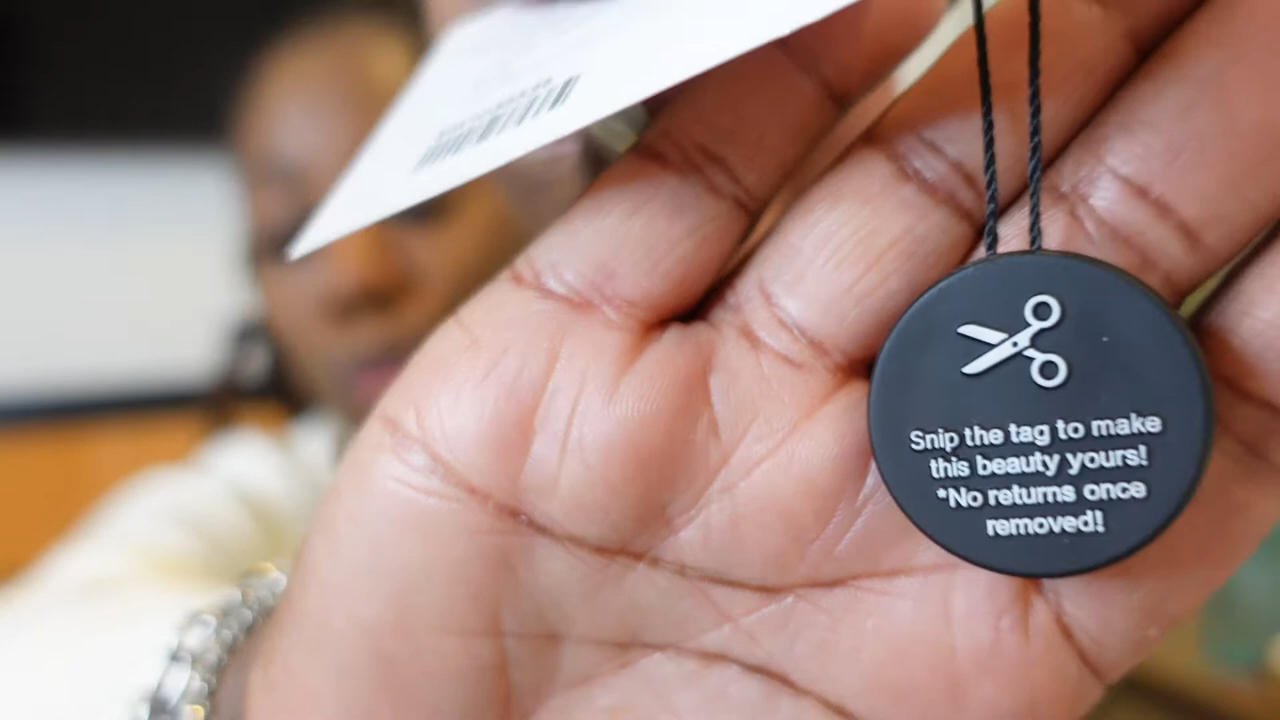 Snip the tag to make
this beauty yours!
*No returns once
removed!